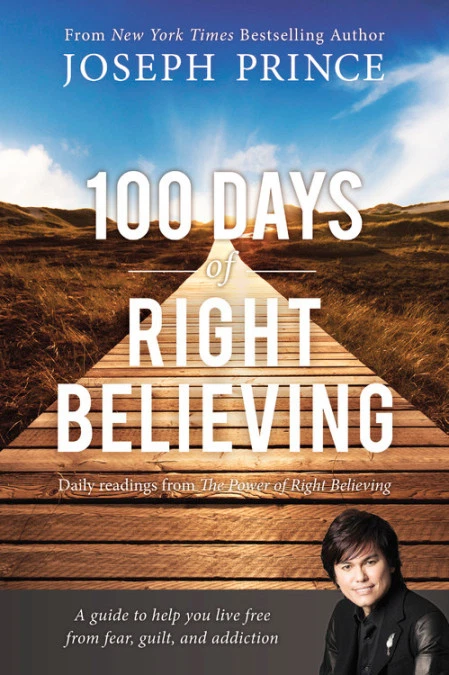 From New York Times Bestselling Author
JOSEPH PRINCE
100 DAYS
of
RIGHT
BELIEVING
Daily readings from The Power of Right Believing
A guide to help you live free
from fear, guilt, and addiction